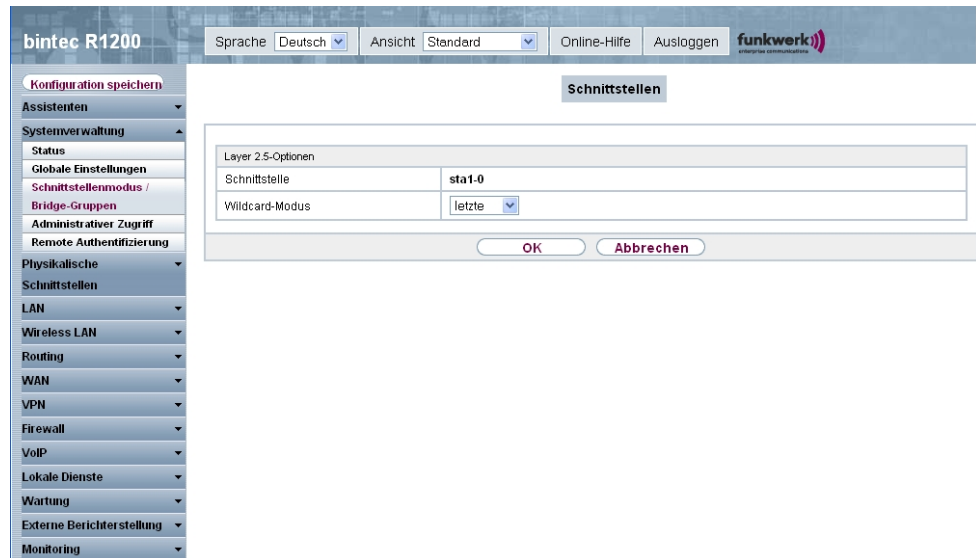 bintec R1200
Sprache Deutsch
Ansicht Standard
Online-Hilfe
Ausloggen
funkwerk
enterprise communications
Konfiguration speichern
Assistenten
Systemverwaltung
Status
Globale Einstellungen
Schnittstellenmodus /
Bridge-Gruppen
Administrativer Zugriff
Remote Authentifizierung
Physikalische
Schnittstellen
LAN
Wireless LAN
Routing
WAN
VPN
Firewall
VoIP
Lokale Dienste
Wartung
Externe Berichterstellung
Monitoring
Schnittstellen
Layer 2.5-Optionen
Schnittstelle sta1-0
Wildcard-Modus letzte
OK Abbrechen